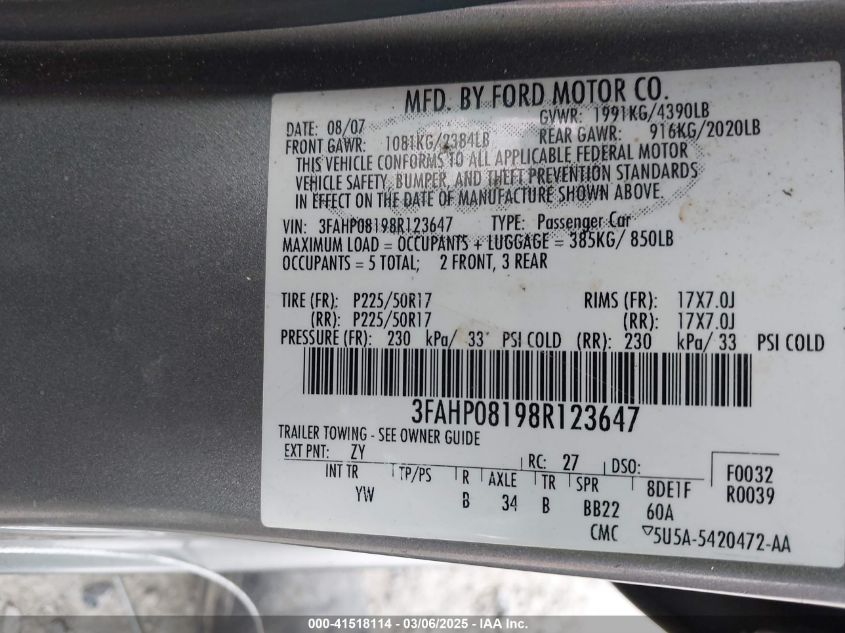 MFD. BY FORD MOTOR CO.
DATE: 08/07 GVWR: 1991KG/4390LB
FRONT GAWR: 1081KG/2384LB REAR GAWR: 916KG/2020LB
THIS VEHICLE CONFORMS TO ALL APPLICABLE FEDERAL MOTOR
VEHICLE SAFETY, BUMPER, AND THEFT PREVENTION STANDARDS
IN EFFECT ON THE DATE OF MANUFACTURE SHOWN ABOVE.
VIN: 3FAHP08198R123647 TYPE: Passenger Car
MAXIMUM LOAD = OCCUPANTS + LUGGAGE = 385KG/ 850LB
OCCUPANTS = 5 TOTAL; 2 FRONT, 3 REAR
TIRE (FR): P225/50R17 RIMS (FR): 17X7.0J
(RR): P225/50R17 (RR): 17X7.0J
PRESSURE (FR): 230 kPa/ 33 PSI COLD (RR): 230 kPa/ 33 PSI COLD
3FAHP08198R123647
TRAILER TOWING - SEE OWNER GUIDE
EXT PNT: ZY RC: 27 DSO: F0032
INT TR TP/PS R AXLE TR SPR 8DE1F R0039
YW B 34 B BB22 60A
CMC ▽5U5A-5420472-AA
000-41518114 — 03/06/2025 — IAA Inc.